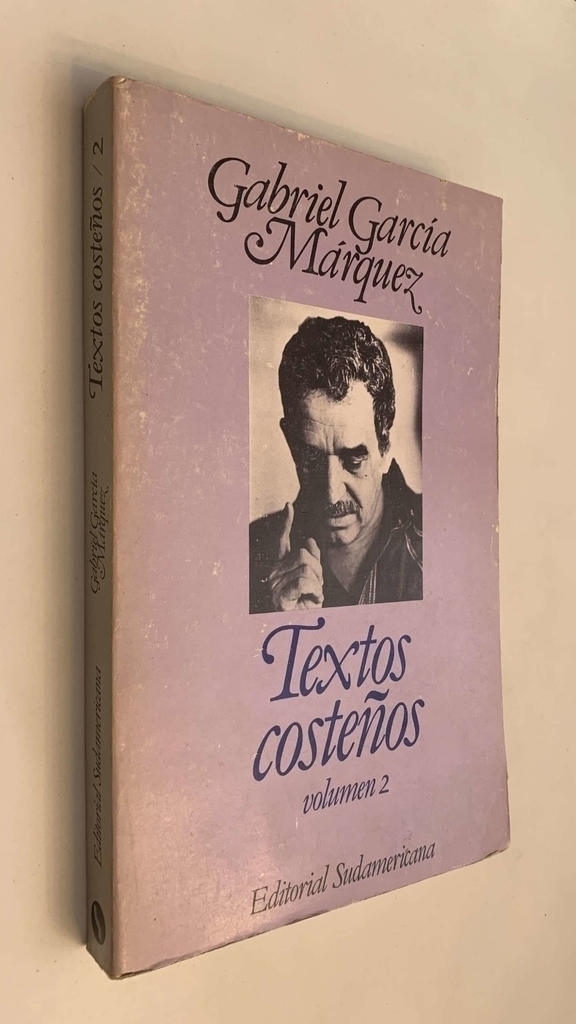 Gabriel García
Márquez
Textos
costeños
volumen 2
Editorial Sudamericana
Textos costeños / 2
Gabriel García
Márquez
Editorial Sudamericana